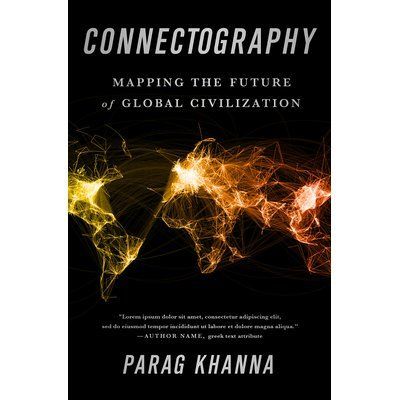 CONNECTOGRAPHY
MAPPING THE FUTURE
of GLOBAL CIVILIZATION
"Lorem ipsum dolor sit amet, consectetur adipiscing elit,
sed do eiusmod tempor incididunt ut labore et dolore magna aliqua."
—AUTHOR NAME, greek text attribute
PARAG KHANNA